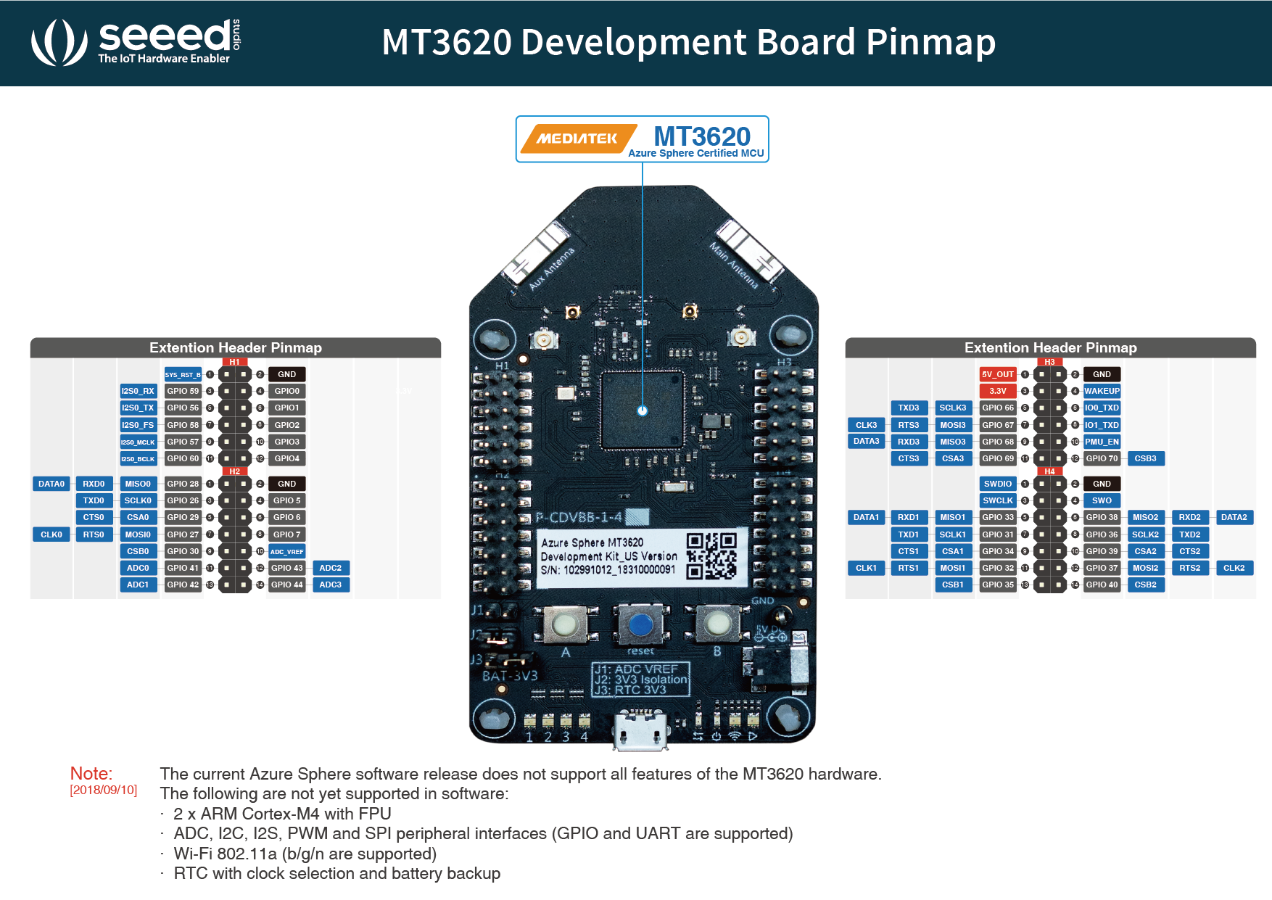 seeed studio
The IoT Hardware Enabler
MT3620 Development Board Pinmap
MEDIATEK MT3620
Azure Sphere Certified MCU
Aux Antenna
Main Antenna
Extention Header Pinmap
H1
SYS_RST_B 1 2 GND
I2S0_RX GPIO 59 3 4 GPIO0
I2S0_TX GPIO 56 5 6 GPIO1
I2S0_FS GPIO 58 7 8 GPIO2
I2S0_MCLK GPIO 57 9 10 GPIO3
I2S0_BCLK GPIO 60 11 12 GPIO4
H2
DATA0 RXD0 MISO0 GPIO 28 1 2 GND
TXD0 SCLK0 GPIO 26 3 4 GPIO 5
CTS0 CSA0 GPIO 29 5 6 GPIO 6
CLK0 RTS0 MOSI0 GPIO 27 7 8 GPIO 7
CSB0 GPIO 30 9 10 ADC_VREF
ADC0 GPIO 41 11 12 GPIO 43 ADC2
ADC1 GPIO 42 13 14 GPIO 44 ADC3
H1
H3
P-CDVBB-1-4
Azure Sphere MT3620
Development Kit_US Version
S/N: 102991012_18310000091
GND
5V DC
J1
J2
J3
A
reset
B
BAT-3V3
J1: ADC VREF
J2: 3V3 Isolation
J3: RTC 3V3
1 2 3 4
Extention Header Pinmap
H3
5V_OUT 1 2 GND
3.3V 3 4 WAKEUP
TXD3 SCLK3 GPIO 66 5 6 IO0_TXD
CLK3 RTS3 MOSI3 GPIO 67 7 8 IO1_TXD
DATA3 RXD3 MISO3 GPIO 68 9 10 PMU_EN
CTS3 CSA3 GPIO 69 11 12 GPIO 70 CSB3
H4
SWDIO 1 2 GND
SWCLK 3 4 SWO
DATA1 RXD1 MISO1 GPIO 33 5 6 GPIO 38 MISO2 RXD2 DATA2
TXD1 SCLK1 GPIO 31 7 8 GPIO 36 SCLK2 TXD2
CTS1 CSA1 GPIO 34 9 10 GPIO 39 CSA2 CTS2
CLK1 RTS1 MOSI1 GPIO 32 11 12 GPIO 37 MOSI2 RTS2 CLK2
CSB1 GPIO 35 13 14 GPIO 40 CSB2
Note: The current Azure Sphere software release does not support all features of the MT3620 hardware.
[2018/09/10] The following are not yet supported in software:
· 2 x ARM Cortex-M4 with FPU
· ADC, I2C, I2S, PWM and SPI peripheral interfaces (GPIO and UART are supported)
· Wi-Fi 802.11a (b/g/n are supported)
· RTC with clock selection and battery backup